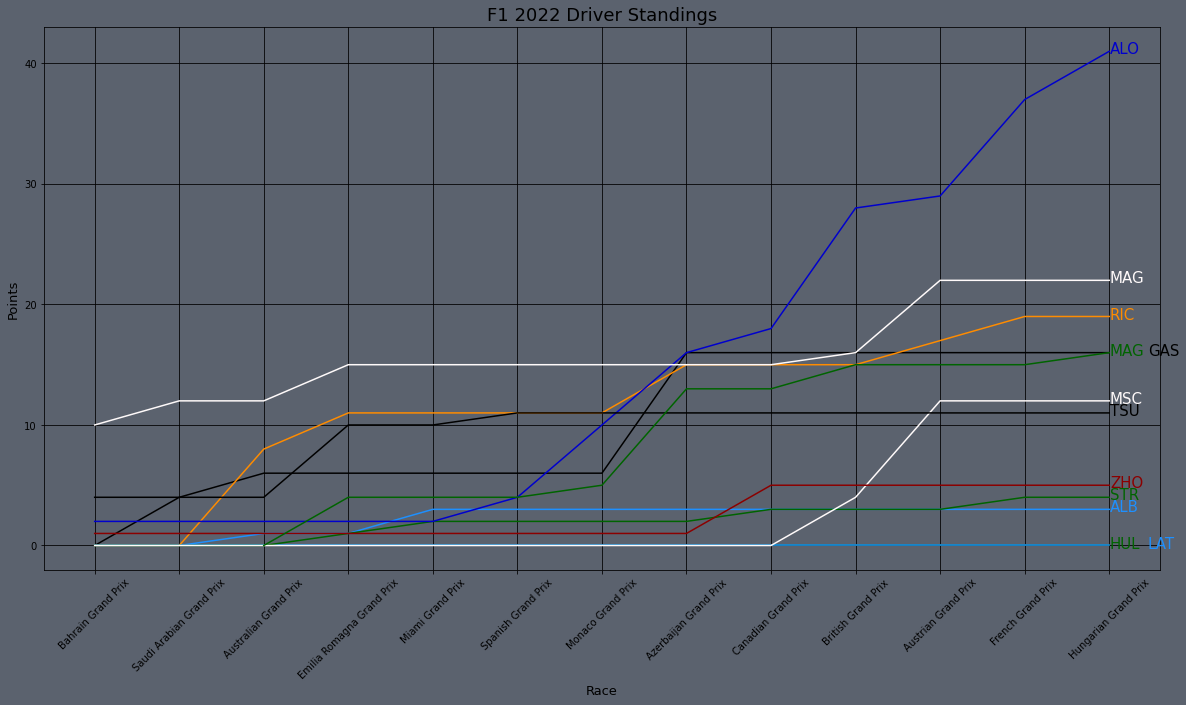 F1 2022 Driver Standings
Points
40
30
20
10
0
ALO
MAG
RIC
MAG GAS
MSC
TSU
ZHO
STR
ALB
HUL LAT
Bahrain Grand Prix
Saudi Arabian Grand Prix
Australian Grand Prix
Emilia Romagna Grand Prix
Miami Grand Prix
Spanish Grand Prix
Monaco Grand Prix
Azerbaijan Grand Prix
Canadian Grand Prix
British Grand Prix
Austrian Grand Prix
French Grand Prix
Hungarian Grand Prix
Race